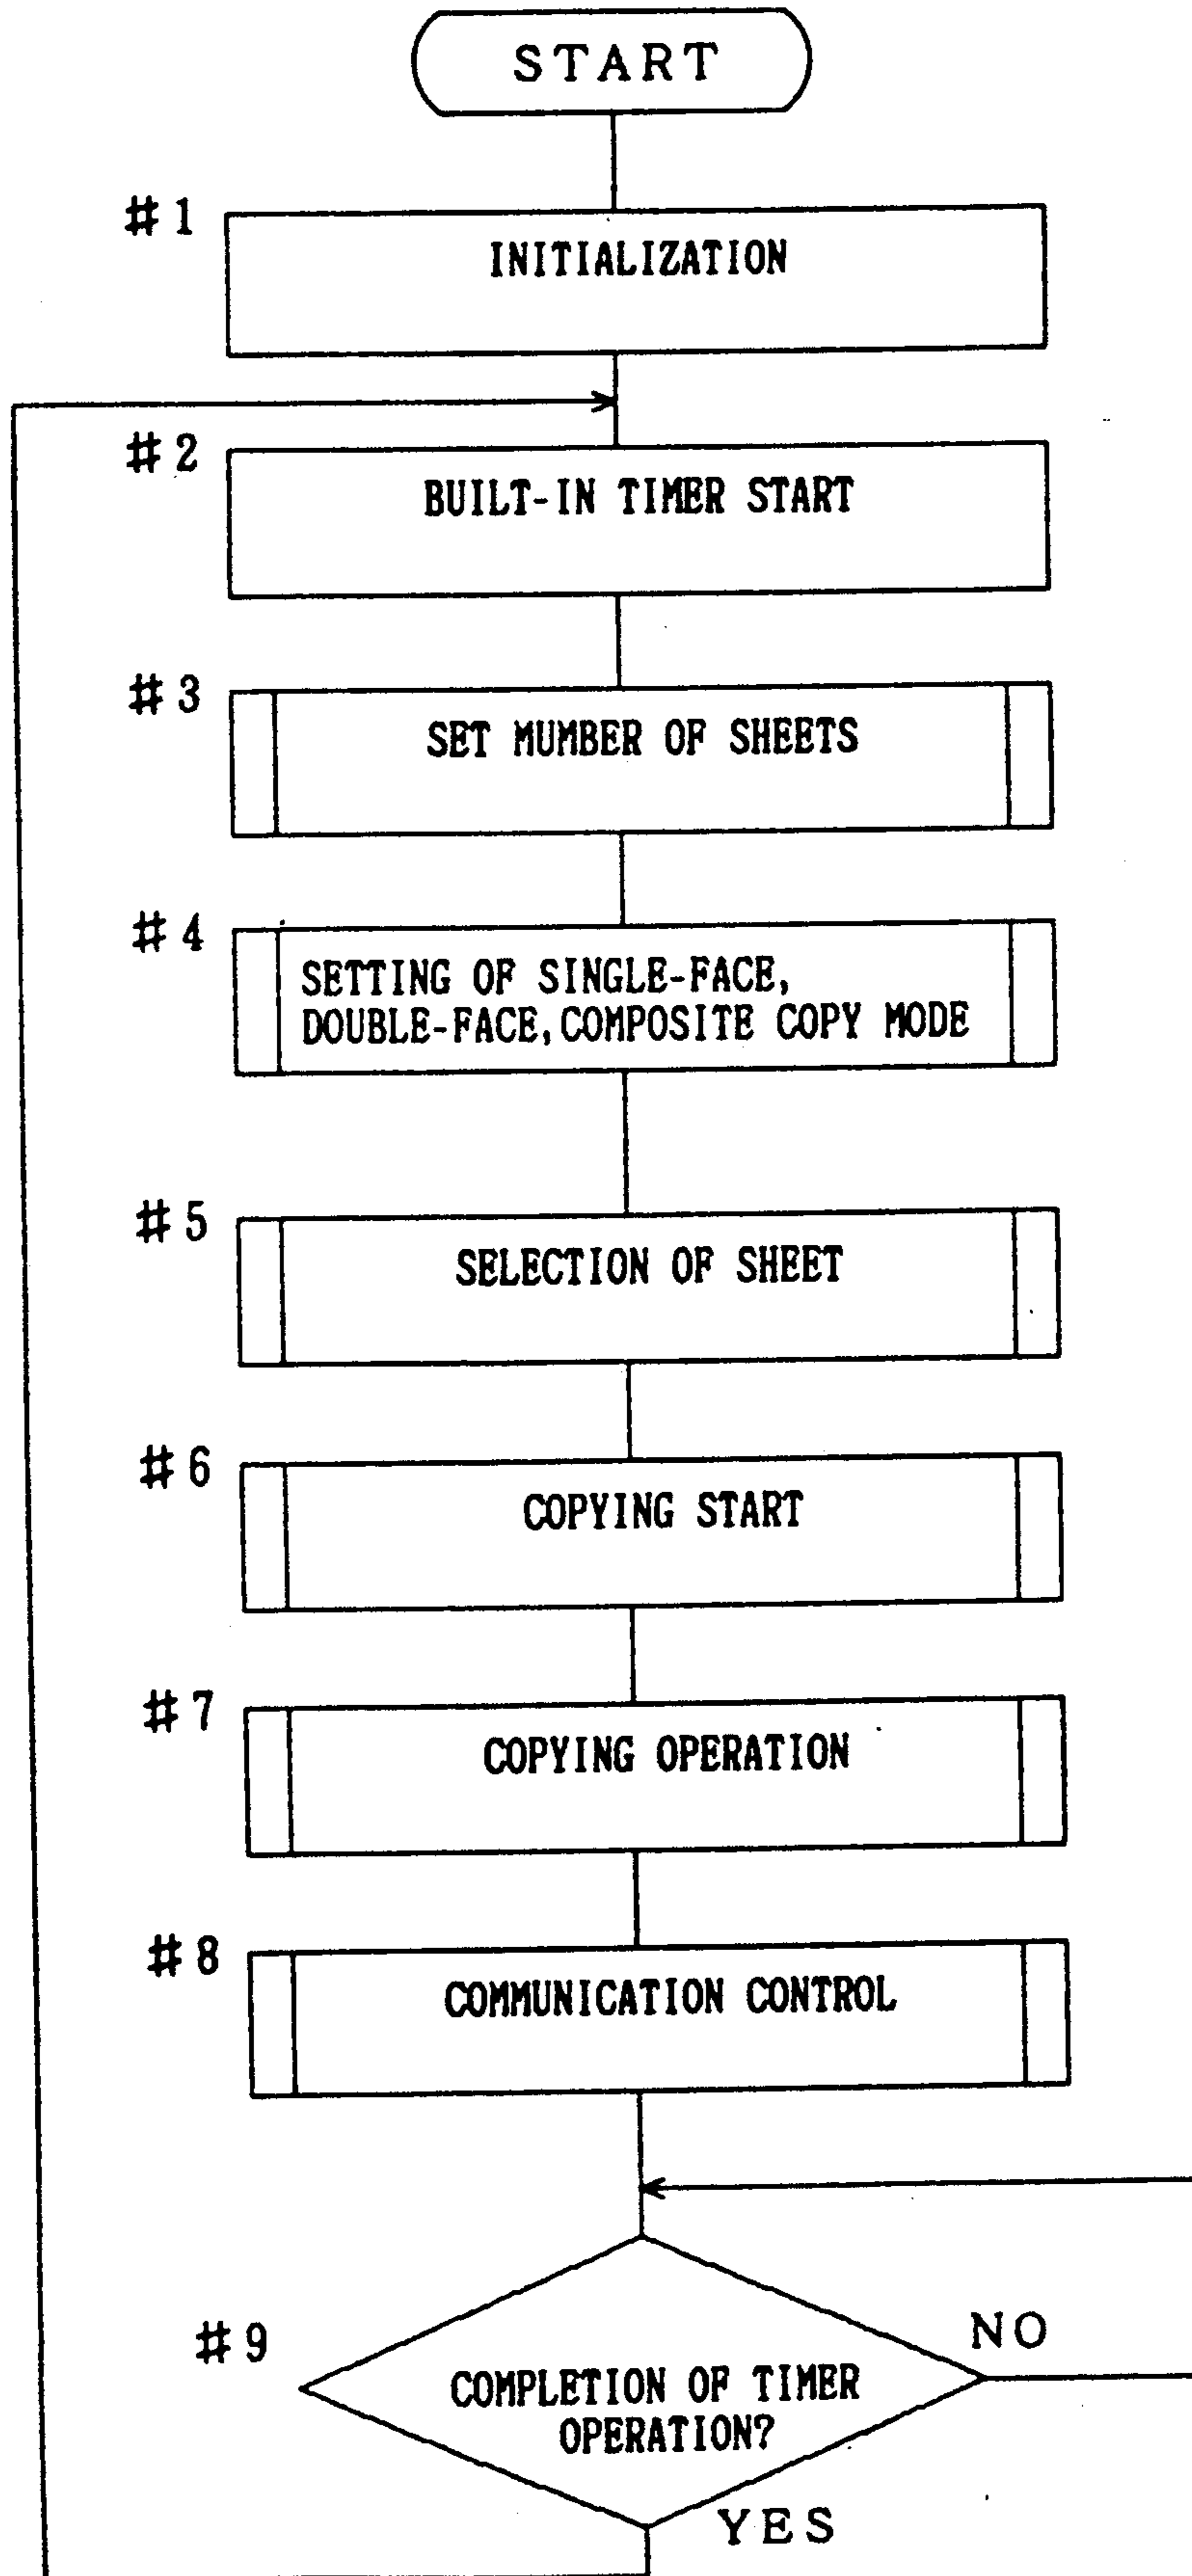 START
#1
INITIALIZATION
#2
BUILT-IN TIMER START
#3
SET MUMBER OF SHEETS
#4
SETTING OF SINGLE-FACE,
DOUBLE-FACE, COMPOSITE COPY MODE
#5
SELECTION OF SHEET
#6
COPYING START
#7
COPYING OPERATION
#8
COMMUNICATION CONTROL
#9
NO
COMPLETION OF TIMER
OPERATION?
YES